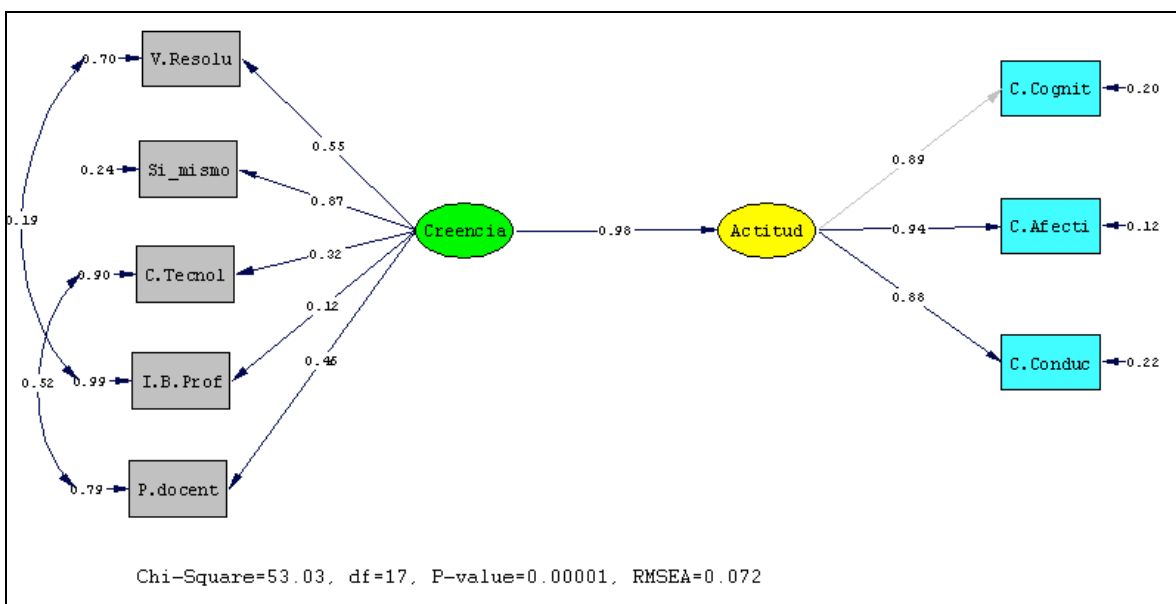 0.70
V.Resolu
0.55
0.24
Si_mismo
0.87
0.19
0.90
C.Tecnol
0.32
0.12
0.52
0.99
I.B.Prof
0.46
0.79
P.docent
Creencia
0.98
Actitud
0.89
C.Cognit
0.20
0.94
C.Afecti
0.12
0.88
C.Conduc
0.22
Chi-Square=53.03, df=17, P-value=0.00001, RMSEA=0.072